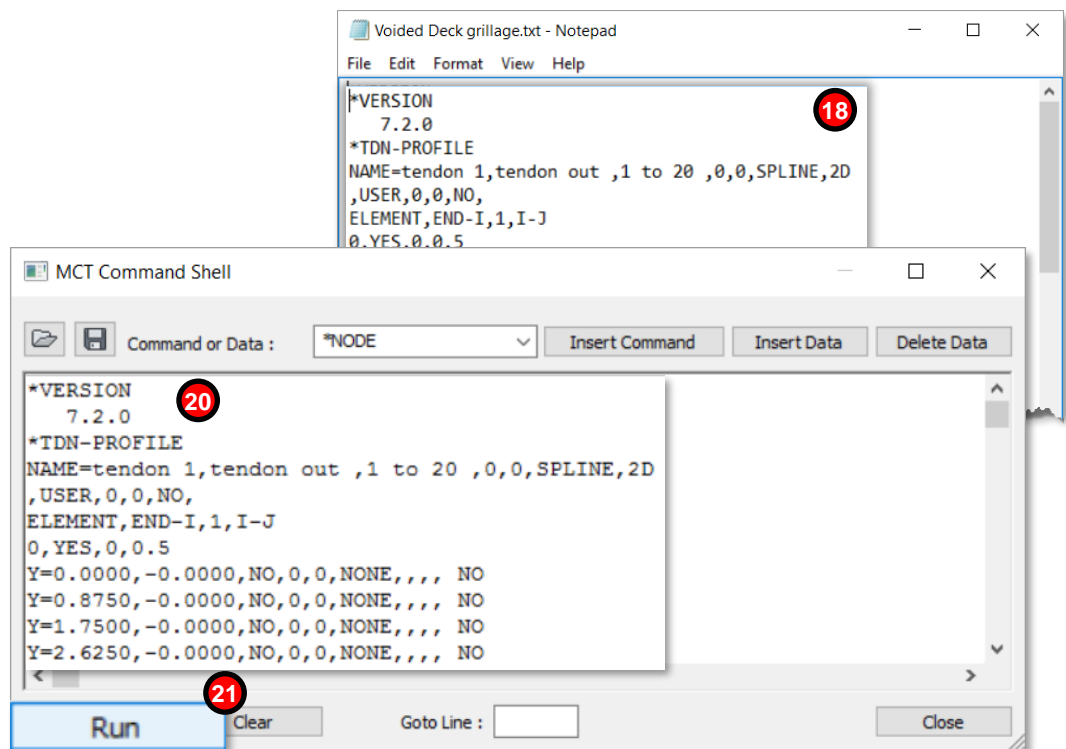 Voided Deck grillage.txt - Notepad
File Edit Format View Help
*VERSION
7.2.0
*TDN-PROFILE
NAME=tendon 1,tendon out ,1 to 20 ,0,0,SPLINE,2D
,USER,0,0,NO,
ELEMENT,END-I,1,I-J
0,YES,0,0.5
18
MCT Command Shell
Command or Data : *NODE Insert Command Insert Data Delete Data
*VERSION
7.2.0
*TDN-PROFILE
NAME=tendon 1,tendon out ,1 to 20 ,0,0,SPLINE,2D
,USER,0,0,NO,
ELEMENT,END-I,1,I-J
0,YES,0,0.5
Y=0.0000,-0.0000,NO,0,0,NONE,,,, NO
Y=0.8750,-0.0000,NO,0,0,NONE,,,, NO
Y=1.7500,-0.0000,NO,0,0,NONE,,,, NO
Y=2.6250,-0.0000,NO,0,0,NONE,,,, NO
20
21
Run Clear Goto Line : Close